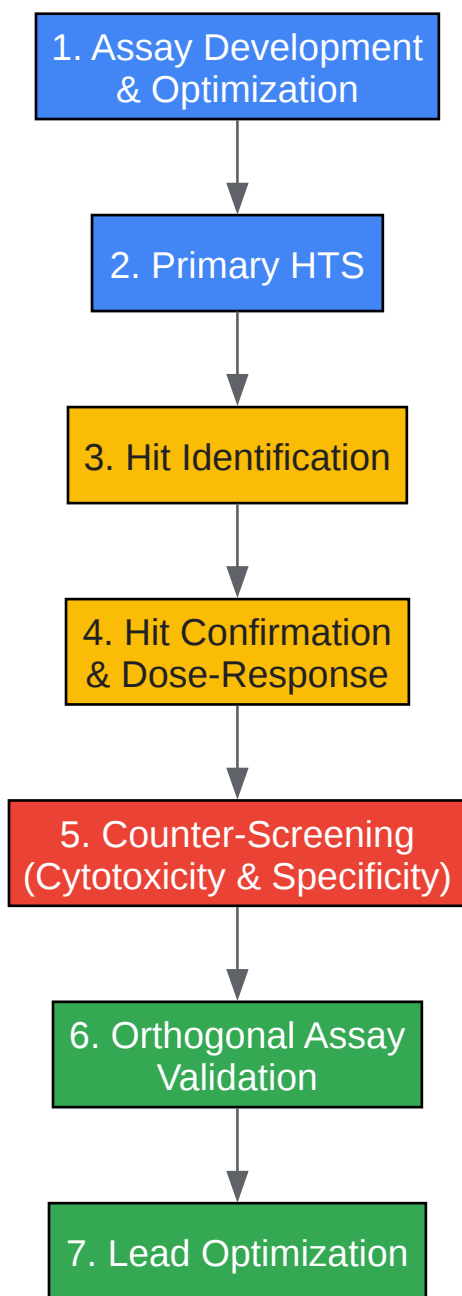 1. Assay Development
& Optimization
2. Primary HTS
3. Hit Identification
4. Hit Confirmation
& Dose-Response
5. Counter-Screening
(Cytotoxicity & Specificity)
6. Orthogonal Assay
Validation
7. Lead Optimization